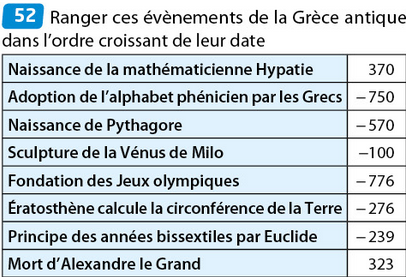 52 Ranger ces évènements de la Grèce antique
dans l'ordre croissant de leur date
Naissance de la mathématicienne Hypatie 370
Adoption de l'alphabet phénicien par les Grecs −750
Naissance de Pythagore −570
Sculpture de la Vénus de Milo −100
Fondation des Jeux olympiques −776
Ératosthène calcule la circonférence de la Terre −276
Principe des années bissextiles par Euclide −239
Mort d'Alexandre le Grand 323